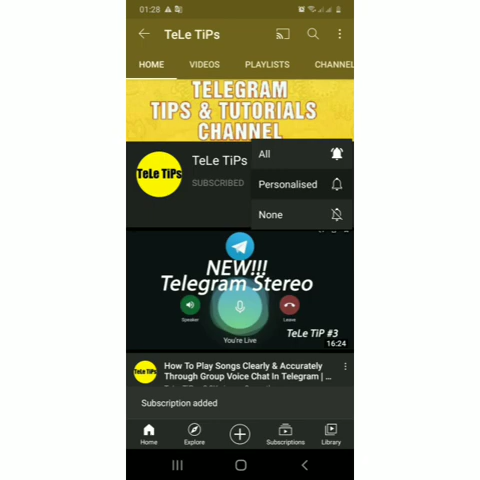 01:28
TeLe TiPs
HOME VIDEOS PLAYLISTS CHANNEL
TELEGRAM
TIPS & TUTORIALS
CHANNEL
TeLe TiPs
TeLe TiPs
SUBSCRIBED
All
Personalised
None
NEW!!!
Telegram Stereo
Speaker
Leave
You're Live
TeLe TiP #3
16:24
TeLe TiPs
How To Play Songs Clearly & Accurately
Through Group Voice Chat In Telegram | ...
Subscription added
Home Explore Subscriptions Library